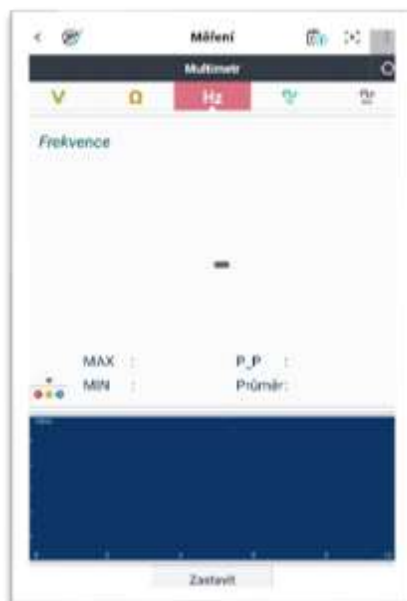 Měření
Multimetr
V Ω Hz
Frekvence
-
MAX : P_P :
MIN : Průměr:
Zastavit